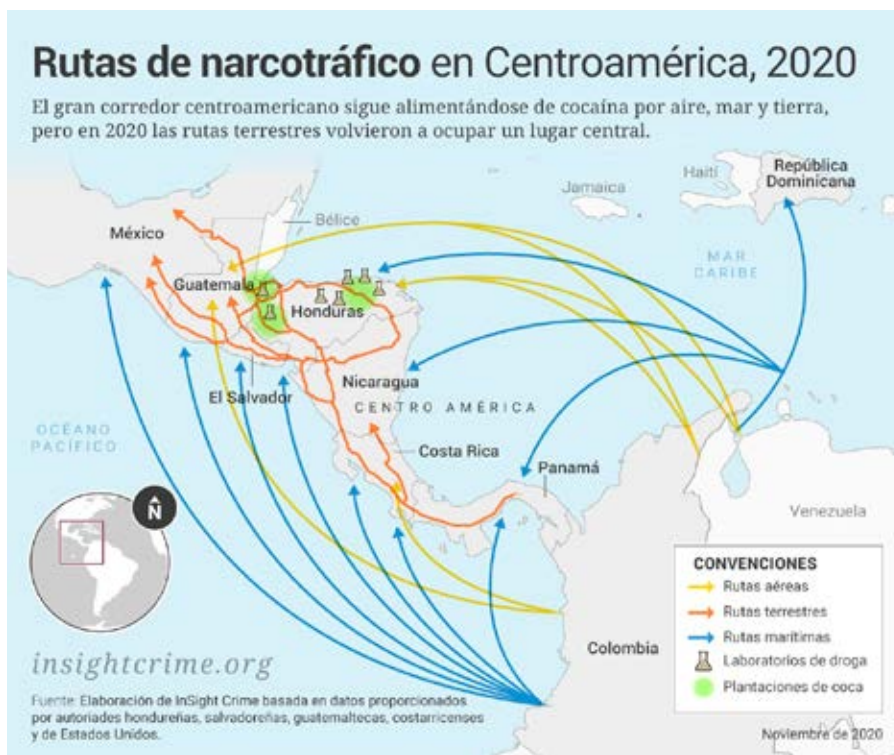 Rutas de narcotráfico en Centroamérica, 2020
El gran corredor centroamericano sigue alimentándose de cocaína por aire, mar y tierra,
pero en 2020 las rutas terrestres volvieron a ocupar un lugar central.
República
Dominicana
Haití
Jamaica
Bélice
México
MAR
CARIBE
Guatemala
Honduras
Nicaragua
El Salvador
CENTRO AMÉRICA
OCÉANO
PACÍFICO
Costa Rica
Panamá
N
Venezuela
Colombia
CONVENCIONES
Rutas aéreas
Rutas terrestres
Rutas marítimas
Laboratorios de droga
Plantaciones de coca
insightcrime.org
Fuente: Elaboración de InSight Crime basada en datos proporcionados
por autoriades hondureñas, salvadoreñas, guatemaltecas, costarricenses
y de Estados Unidos.
Noviembre de 2020